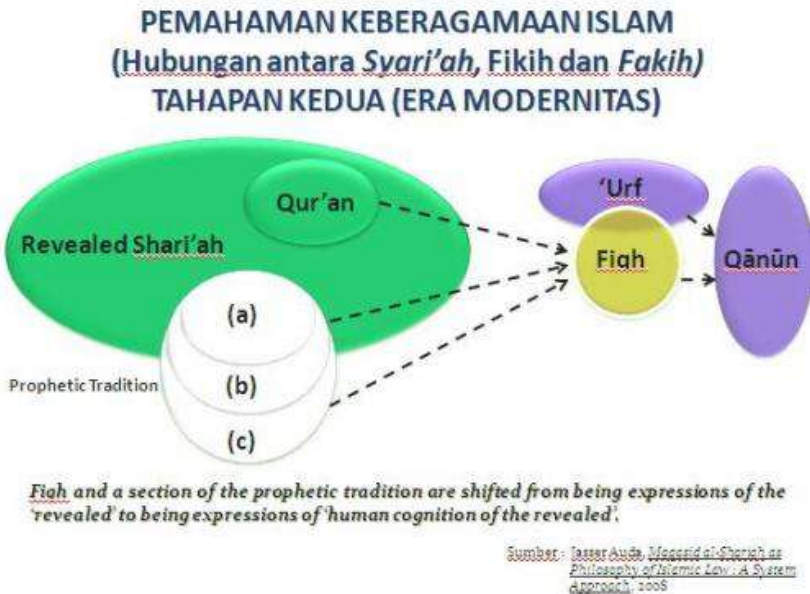 PEMAHAMAN KEBERAGAMAAN ISLAM
(Hubungan antara Syari'ah, Fikih dan Fakih)
TAHAPAN KEDUA (ERA MODERNITAS)
Qur'an
'Urf
Revealed Shari'ah
Fiqh
Qānūn
(a)
Prophetic Tradition
(b)
(c)
Fiqh and a section of the prophetic tradition are shifted from being expressions of the
'revealed' to being expressions of 'human cognition of the revealed'.
Sumber : Jasser Auda, Maqasid al-Shariah as
Philosophy of Islamic Law : A System
Approach, 2008